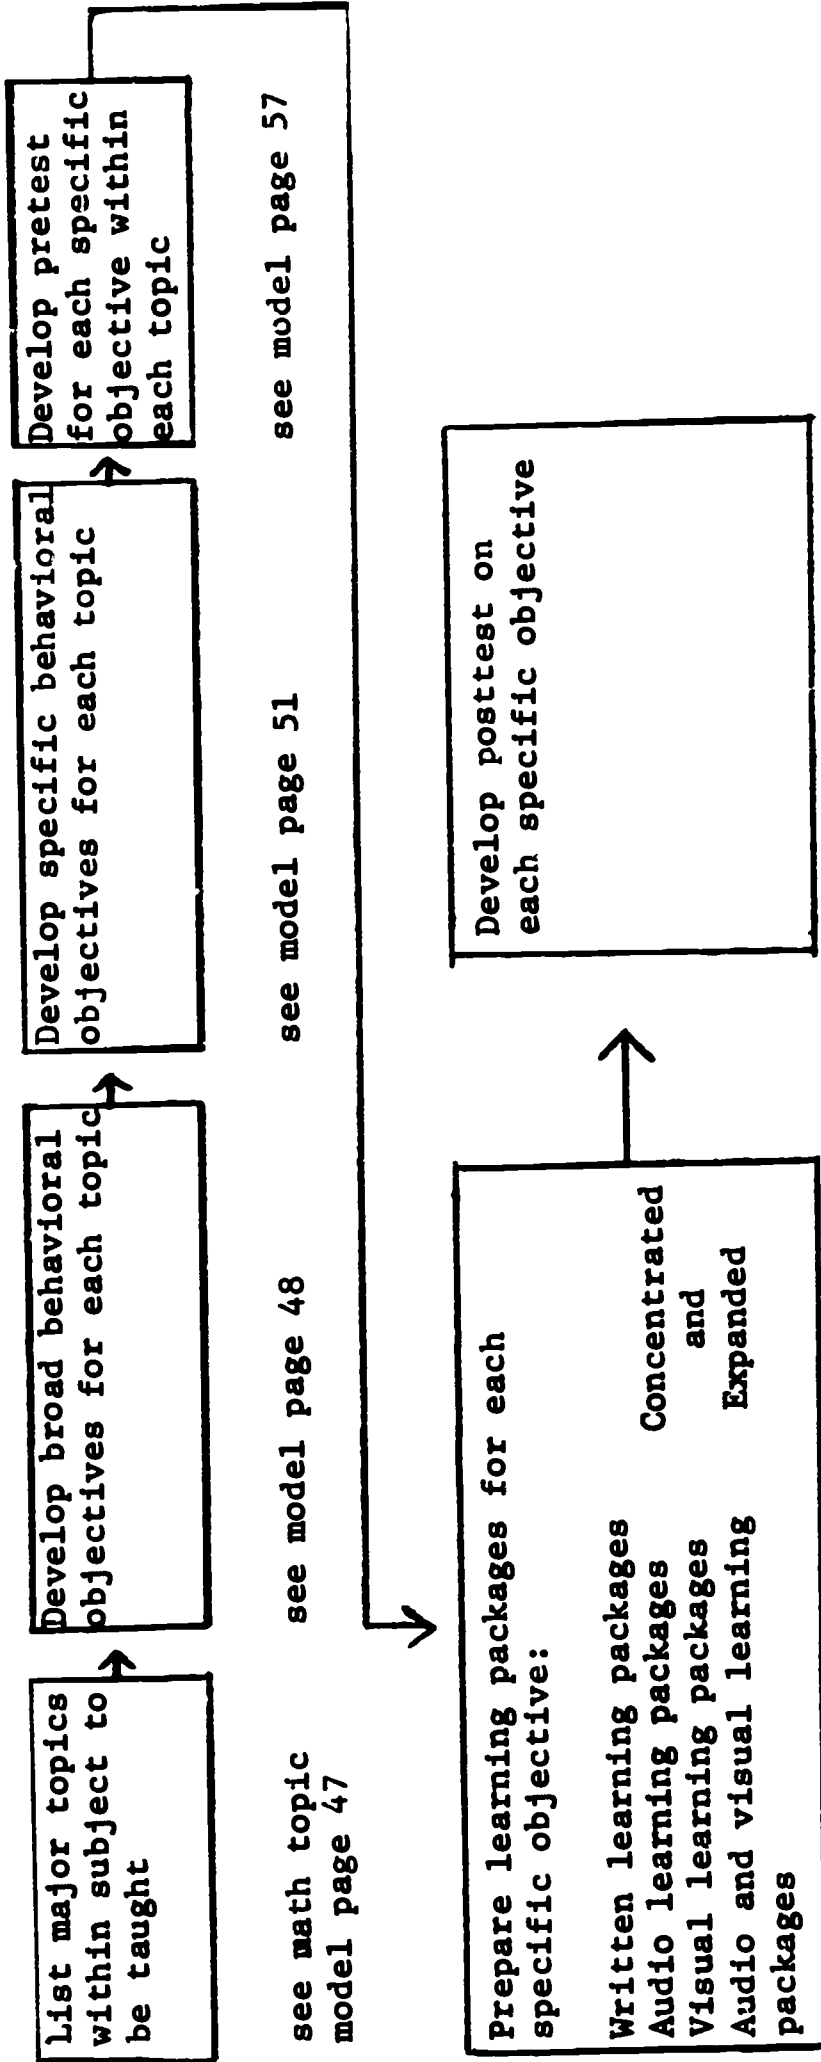 List major topics
within subject to
be taught
see math topic
model page 47
Develop broad behavioral
objectives for each topic
see model page 48
Develop specific behavioral
objectives for each topic
see model page 51
Develop pretest
for each specific
objective within
each topic
see model page 57
Prepare learning packages for each
specific objective:
Written learning packages
Audio learning packages
Visual learning packages
Audio and visual learning
packages
Concentrated
and
Expanded
Develop posttest on
each specific objective